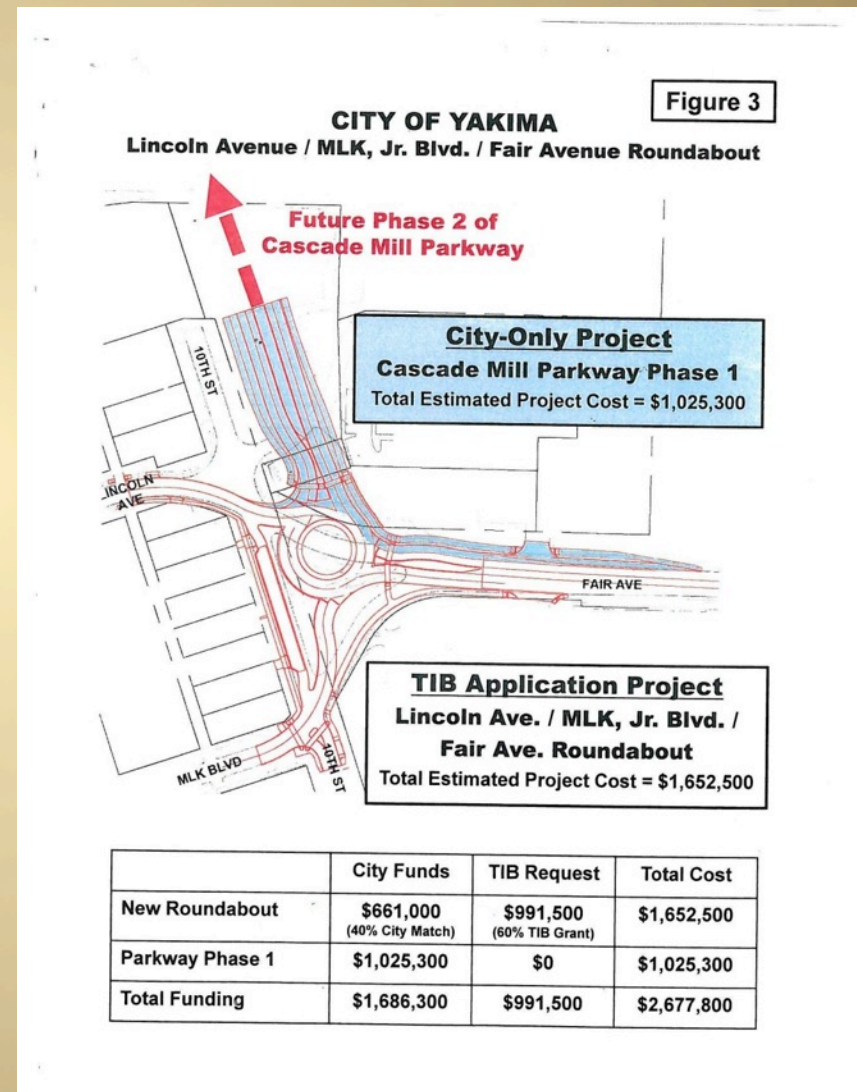 Figure 3
CITY OF YAKIMA
Lincoln Avenue / MLK, Jr. Blvd. / Fair Avenue Roundabout
Future Phase 2 of
Cascade Mill Parkway
City-Only Project
Cascade Mill Parkway Phase 1
Total Estimated Project Cost = $1,025,300
10TH ST
LINCOLN
AVE
FAIR AVE
TIB Application Project
Lincoln Ave. / MLK, Jr. Blvd. /
Fair Ave. Roundabout
Total Estimated Project Cost = $1,652,500
MLK BLVD
10TH ST
City Funds TIB Request Total Cost
New Roundabout $661,000 $991,500 $1,652,500
(40% City Match) (60% TIB Grant)
Parkway Phase 1 $1,025,300 $0 $1,025,300
Total Funding $1,686,300 $991,500 $2,677,800